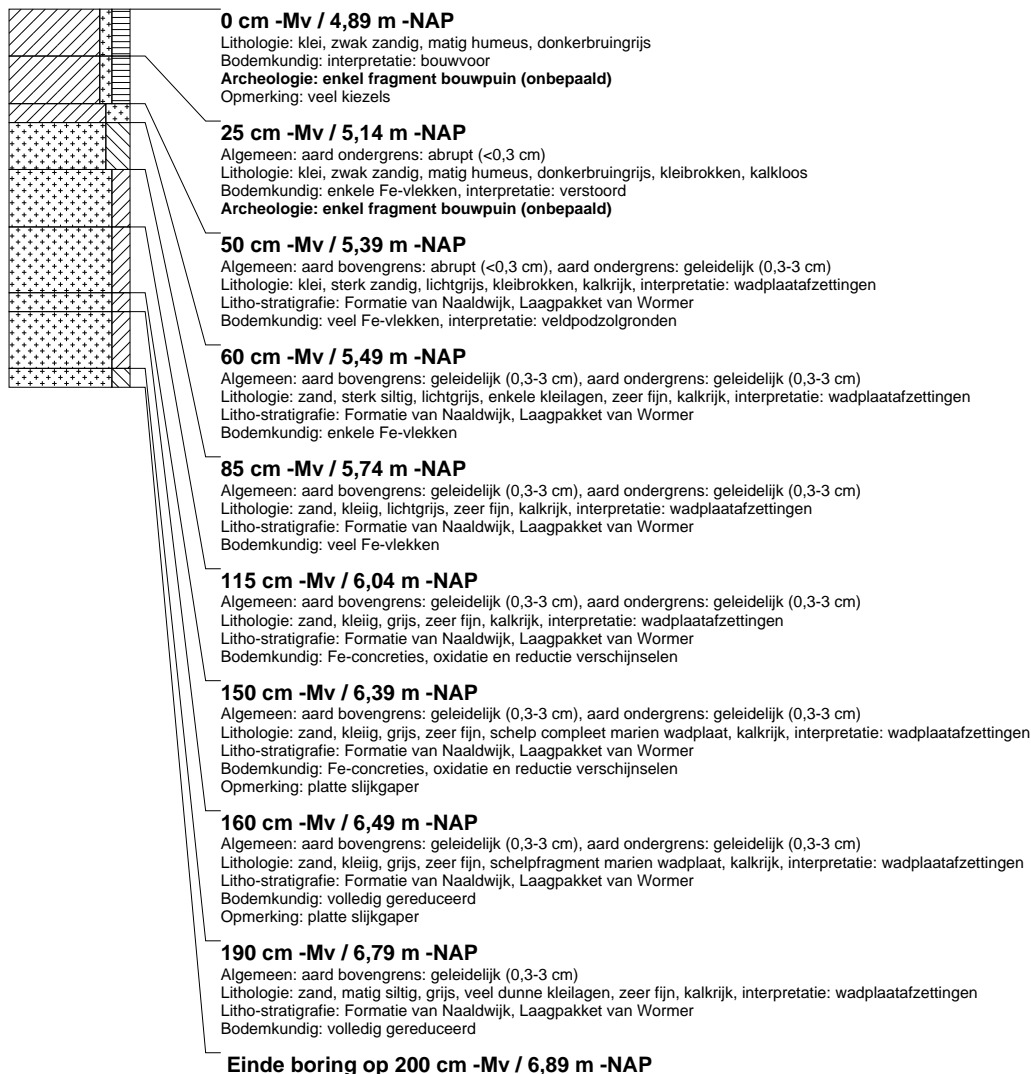 0 cm -Mv / 4,89 m -NAP
Lithologie: klei, zwak zandig, matig humeus, donkerbruingrijs
Bodemkundig: interpretatie: bouwvoor
Archeologie: enkel fragment bouwpuin (onbepaald)
Opmerking: veel kiezels
25 cm -Mv / 5,14 m -NAP
Algemeen: aard ondergrens: abrupt (<0,3 cm)
Lithologie: klei, zwak zandig, matig humeus, donkerbruingrijs, kleibrokken, kalkloos
Bodemkundig: enkele Fe-vlekken, interpretatie: verstoord
Archeologie: enkel fragment bouwpuin (onbepaald)
50 cm -Mv / 5,39 m -NAP
Algemeen: aard bovengrens: abrupt (<0,3 cm), aard ondergrens: geleidelijk (0,3-3 cm)
Lithologie: klei, sterk zandig, lichtgrijs, kleibrokken, kalkrijk, interpretatie: wadplaatafzettingen
Litho-stratigrafie: Formatie van Naaldwijk, Laagpakket van Wormer
Bodemkundig: veel Fe-vlekken, interpretatie: veldpodzolgronden
60 cm -Mv / 5,49 m -NAP
Algemeen: aard bovengrens: geleidelijk (0,3-3 cm), aard ondergrens: geleidelijk (0,3-3 cm)
Lithologie: zand, sterk siltig, lichtgrijs, enkele kleilagen, zeer fijn, kalkrijk, interpretatie: wadplaatafzettingen
Litho-stratigrafie: Formatie van Naaldwijk, Laagpakket van Wormer
Bodemkundig: enkele Fe-vlekken
85 cm -Mv / 5,74 m -NAP
Algemeen: aard bovengrens: geleidelijk (0,3-3 cm), aard ondergrens: geleidelijk (0,3-3 cm)
Lithologie: zand, kleiig, lichtgrijs, zeer fijn, kalkrijk, interpretatie: wadplaatafzettingen
Litho-stratigrafie: Formatie van Naaldwijk, Laagpakket van Wormer
Bodemkundig: veel Fe-vlekken
115 cm -Mv / 6,04 m -NAP
Algemeen: aard bovengrens: geleidelijk (0,3-3 cm), aard ondergrens: geleidelijk (0,3-3 cm)
Lithologie: zand, kleiig, grijs, zeer fijn, kalkrijk, interpretatie: wadplaatafzettingen
Litho-stratigrafie: Formatie van Naaldwijk, Laagpakket van Wormer
Bodemkundig: Fe-concreties, oxidatie en reductie verschijnselen
150 cm -Mv / 6,39 m -NAP
Algemeen: aard bovengrens: geleidelijk (0,3-3 cm), aard ondergrens: geleidelijk (0,3-3 cm)
Lithologie: zand, kleiig, grijs, zeer fijn, schelp compleet marien wadplaat, kalkrijk, interpretatie: wadplaatafzettingen
Litho-stratigrafie: Formatie van Naaldwijk, Laagpakket van Wormer
Bodemkundig: Fe-concreties, oxidatie en reductie verschijnselen
Opmerking: platte slijkgaper
160 cm -Mv / 6,49 m -NAP
Algemeen: aard bovengrens: geleidelijk (0,3-3 cm), aard ondergrens: geleidelijk (0,3-3 cm)
Lithologie: zand, kleiig, grijs, zeer fijn, schelpfragment marien wadplaat, kalkrijk, interpretatie: wadplaatafzettingen
Litho-stratigrafie: Formatie van Naaldwijk, Laagpakket van Wormer
Bodemkundig: volledig gereduceerd
Opmerking: platte slijkgaper
190 cm -Mv / 6,79 m -NAP
Algemeen: aard bovengrens: geleidelijk (0,3-3 cm)
Lithologie: zand, matig siltig, grijs, veel dunne kleilagen, zeer fijn, kalkrijk, interpretatie: wadplaatafzettingen
Litho-stratigrafie: Formatie van Naaldwijk, Laagpakket van Wormer
Bodemkundig: volledig gereduceerd
Einde boring op 200 cm -Mv / 6,89 m -NAP